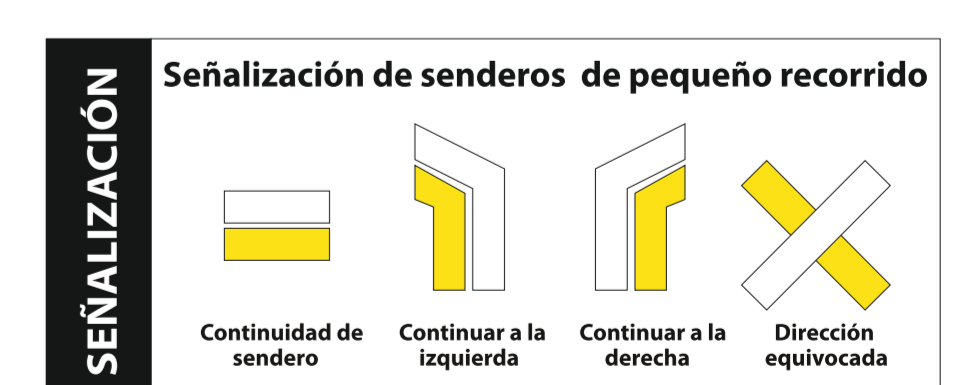 SEÑALIZACIÓN
Señalización de senderos de pequeño recorrido
Continuidad de
sendero
Continuar a la
izquierda
Continuar a la
derecha
Dirección
equivocada